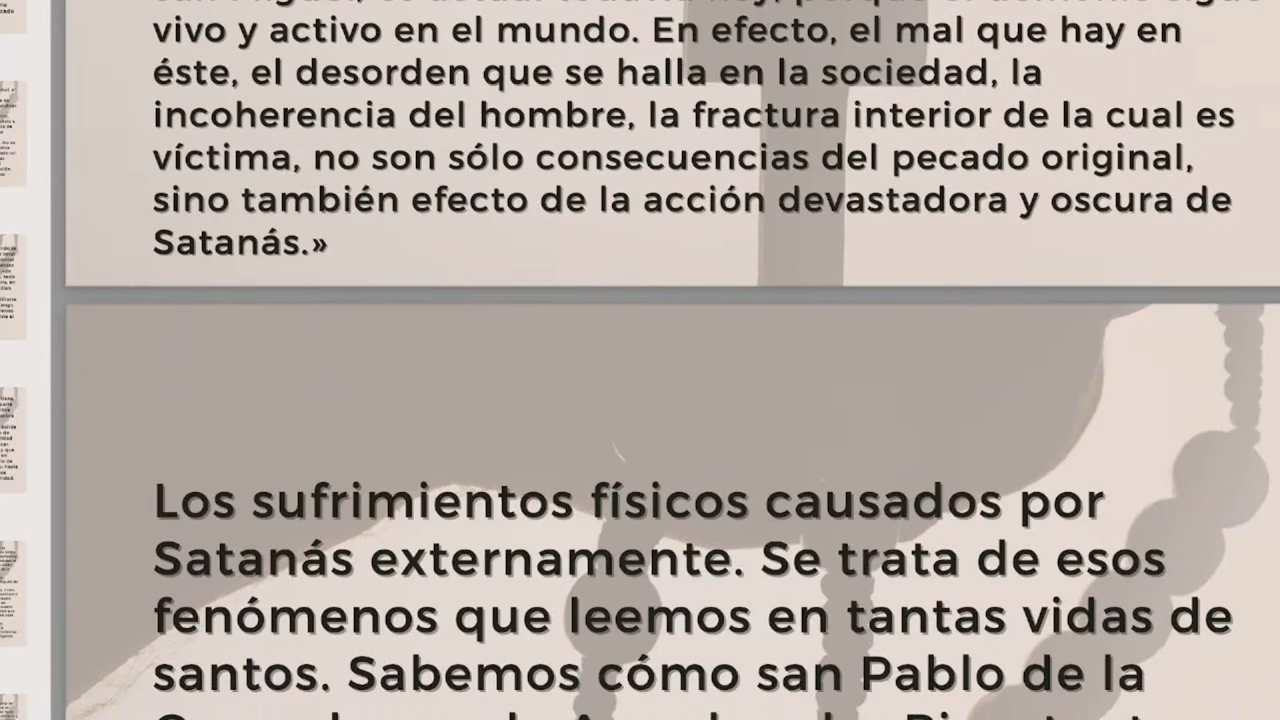 vivo y activo en el mundo. En efecto, el mal que hay en
éste, el desorden que se halla en la sociedad, la
incoherencia del hombre, la fractura interior de la cual es
víctima, no son sólo consecuencias del pecado original,
sino también efecto de la acción devastadora y oscura de
Satanás.»
Los sufrimientos físicos causados por
Satanás externamente. Se trata de esos
fenómenos que leemos en tantas vidas de
santos. Sabemos cómo san Pablo de la